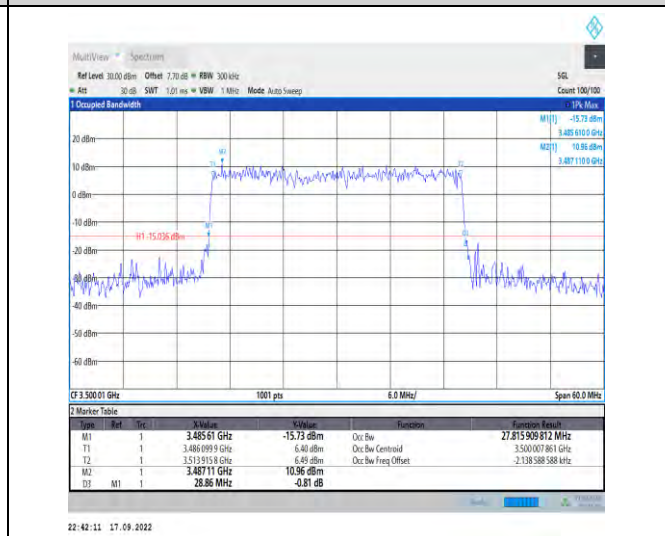 MultiView Spectrum
Ref Level 30.00 dBm Offset 7.70 dB RBW 300 kHz SGL
Att 30 dB SWT 1.01 ms VBW 1 MHz Mode Auto Sweep Count 100/100
1 Occupied Bandwidth 1Pk Max
M1[1] -15.73 dBm
3.485 610 0 GHz
M2[1] 10.96 dBm
3.487 110 0 GHz
20 dBm
M2
T1 T2
10 dBm
0 dBm
-10 dBm
M1
H1 -15.036 dBm
D3
-20 dBm
-30 dBm
-40 dBm
-50 dBm
-60 dBm
CF 3.500 01 GHz 1001 pts 6.0 MHz/ Span 60.0 MHz
2 Marker Table
Type Ref Trc X-Value Y-Value Function Function Result
M1 1 3.48561 GHz -15.73 dBm Occ Bw 27.815 909 812 MHz
T1 1 3.486 099 9 GHz 6.40 dBm Occ Bw Centroid 3.500 007 861 GHz
T2 1 3.513 915 8 GHz 6.49 dBm Occ Bw Freq Offset -2.138 588 588 kHz
M2 1 3.48711 GHz 10.96 dBm
D3 M1 1 28.86 MHz -0.81 dB
22:42:11 17.09.2022